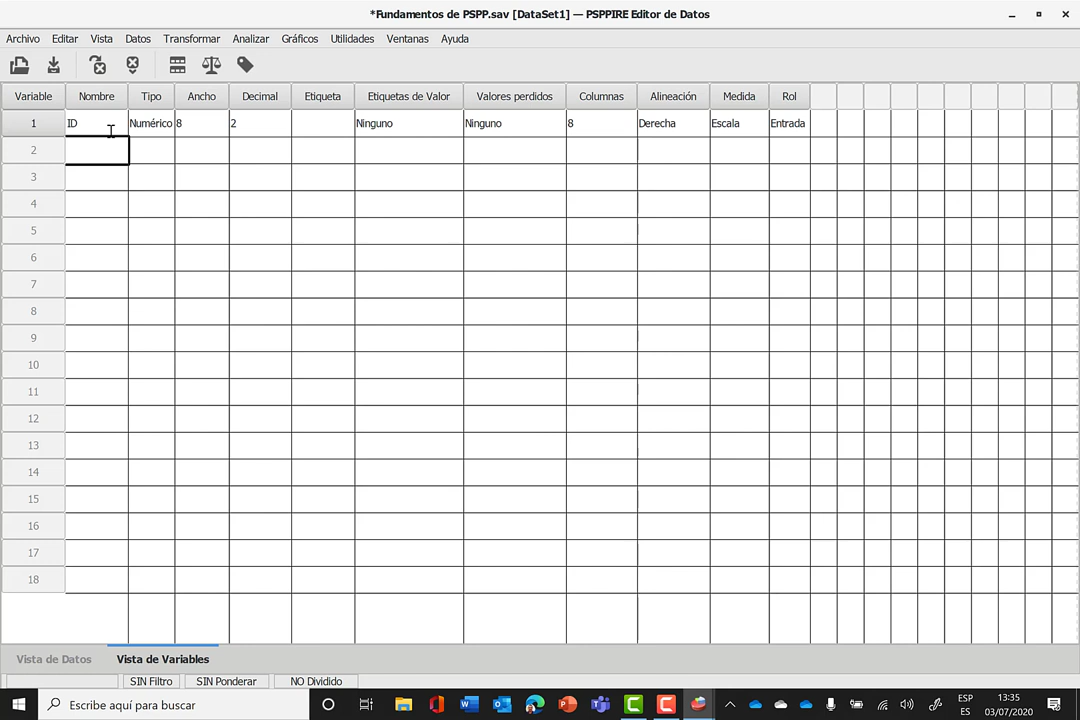 *Fundamentos de PSPP.sav [DataSet1] — PSPPIRE Editor de Datos
Archivo Editar Vista Datos Transformar Analizar Gráficos Utilidades Ventanas Ayuda
Variable Nombre Tipo Ancho Decimal Etiqueta Etiquetas de Valor Valores perdidos Columnas Alineación Medida Rol
1 ID Numérico 8 2 Ninguno Ninguno 8 Derecha Escala Entrada
2
3
4
5
6
7
8
9
10
11
12
13
14
15
16
17
18
Vista de Datos Vista de Variables
SIN Filtro SIN Ponderar NO Dividido
Escribe aquí para buscar
ESP 13:35
ES 03/07/2020